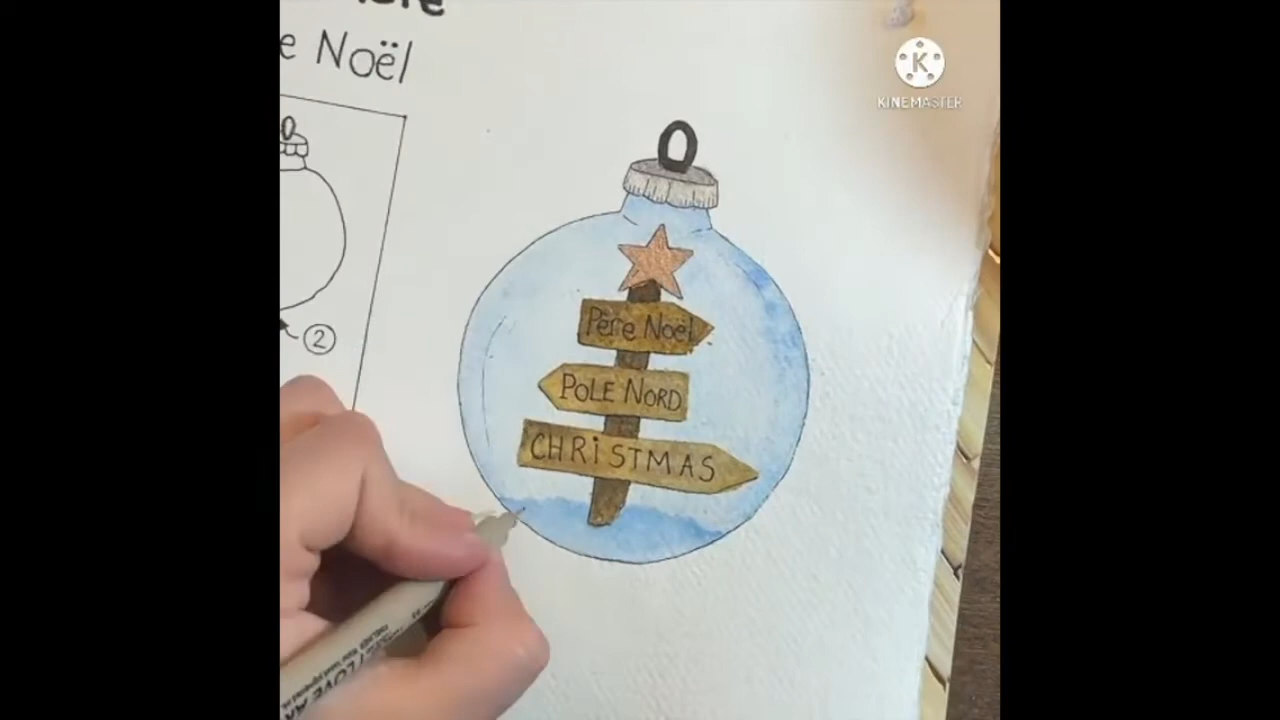 e Noël
KINEMASTER
Père Noël
POLE NORD
CHRiSTMAS
②